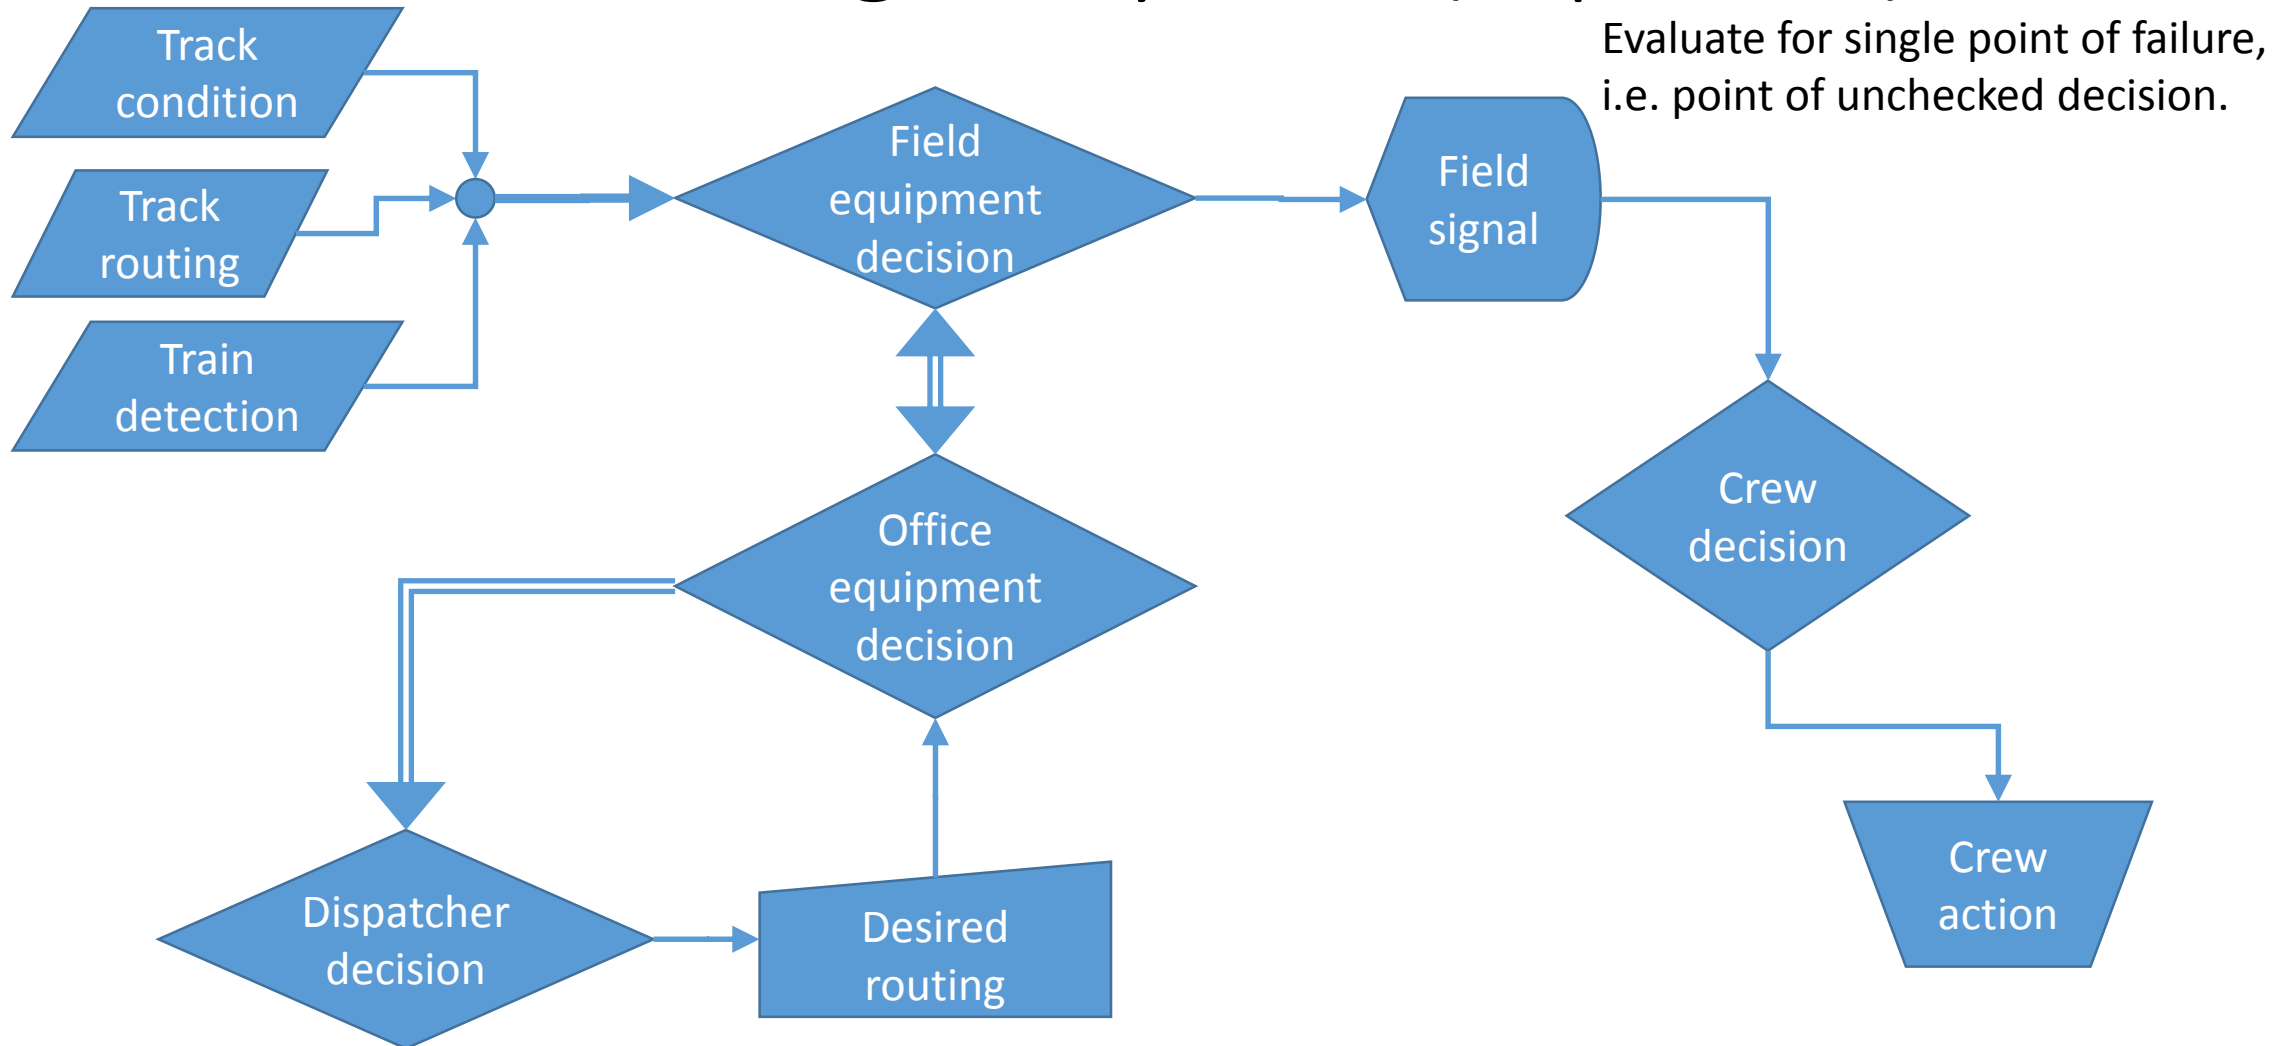 Evaluate for single point of failure,
i.e. point of unchecked decision.
Track
condition
Track
routing
Train
detection
Field
equipment
decision
Field
signal
Office
equipment
decision
Crew
decision
Dispatcher
decision
Desired
routing
Crew
action